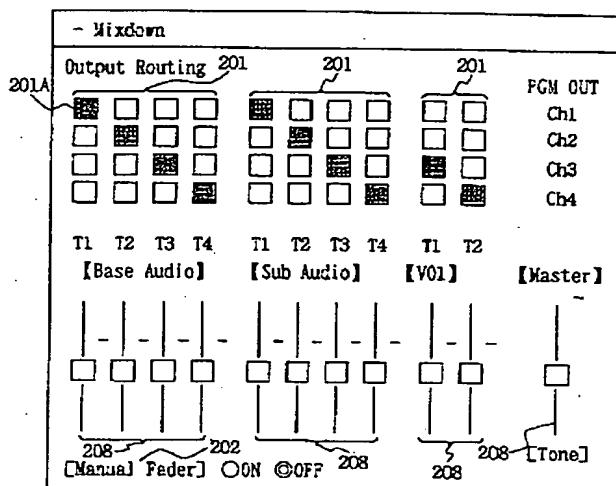 - Mixdown
Output Routing 201 201 201
201A PGM OUT
Ch1
Ch2
Ch3
Ch4
T1 T2 T3 T4 T1 T2 T3 T4 T1 T2
【Base Audio】 【Sub Audio】 【VO1】 【Master】
208 202 208 208 208 [Tone]
[Manual Feder] ○ON ◎OFF